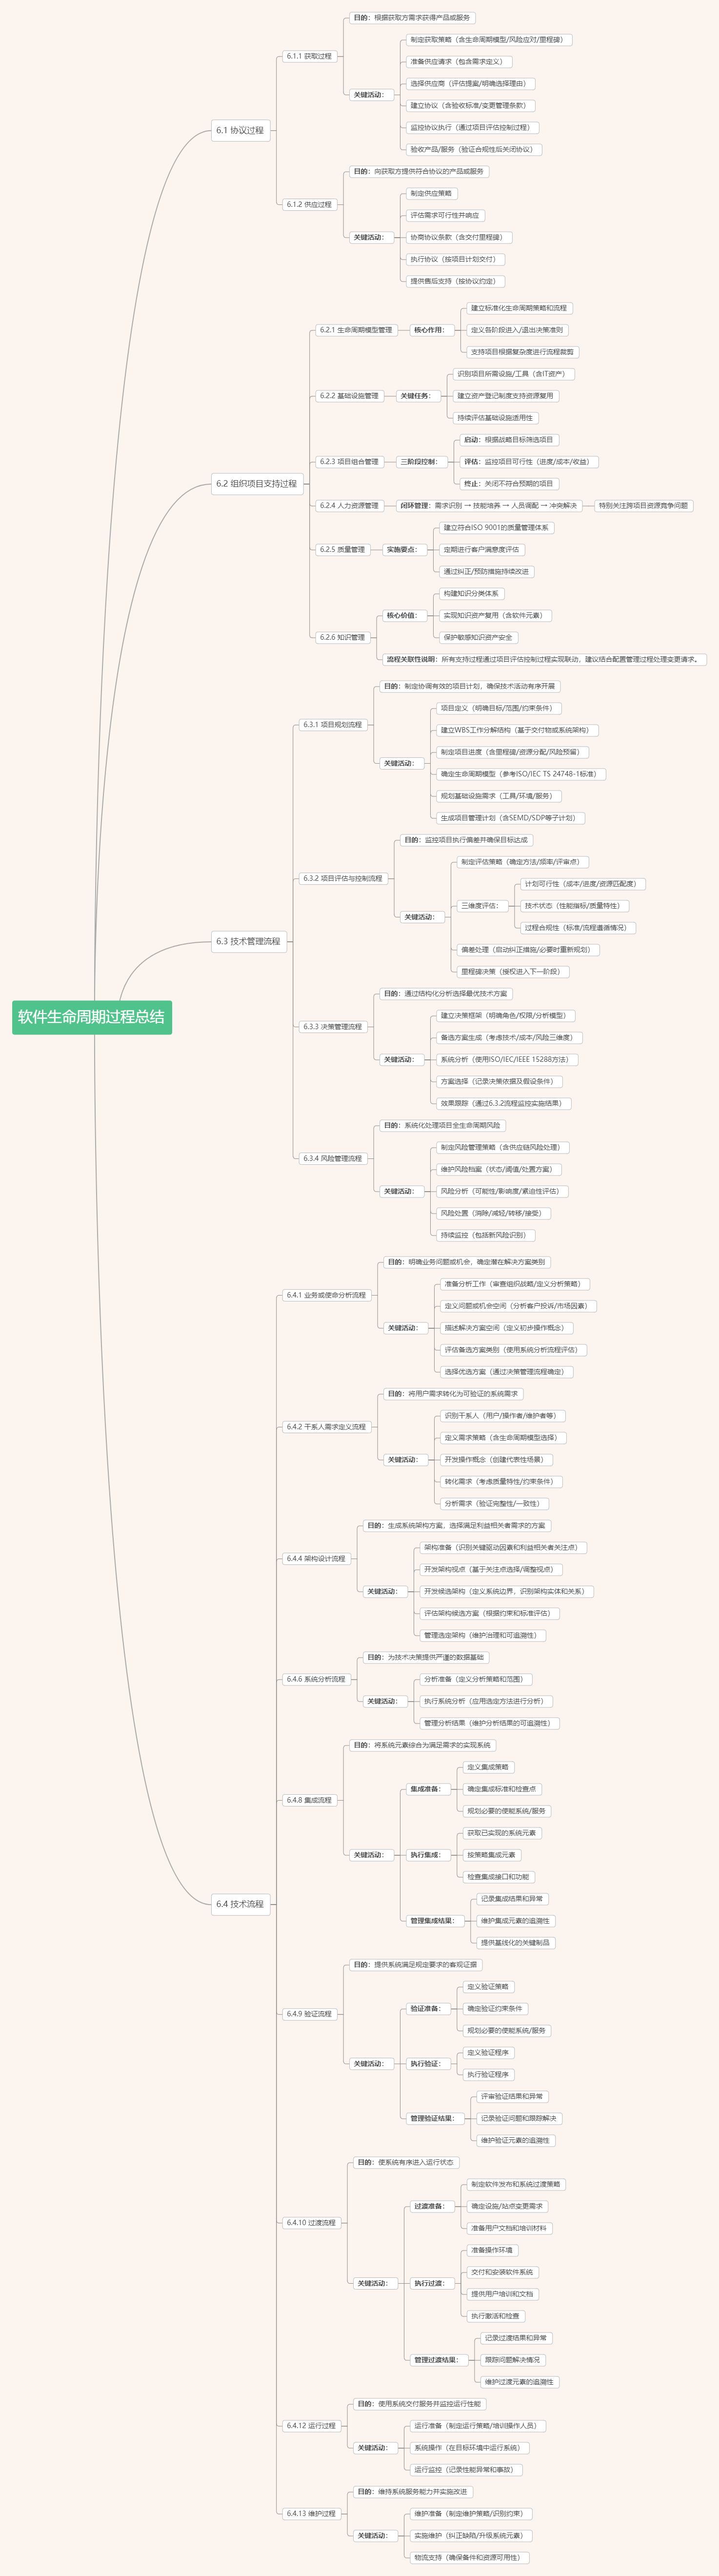 软件生命周期过程总结
6.1 协议过程
6.1.1 获取过程
目的：根据获取方需求获得产品或服务
关键活动：
制定获取策略（含生命周期模型/风险应对/里程碑）
准备供应请求（包含需求定义）
选择供应商（评估提案/明确选择理由）
建立协议（含验收标准/变更管理条款）
监控协议执行（通过项目评估控制过程）
验收产品/服务（验证合规性后关闭协议）
6.1.2 供应过程
目的：向获取方提供符合协议的产品或服务
关键活动：
制定供应策略
评估需求可行性并响应
协商协议条款（含交付里程碑）
执行协议（按项目计划交付）
提供售后支持（按协议约定）
6.2 组织项目支持过程
6.2.1 生命周期模型管理
核心作用：
建立标准化生命周期策略和流程
定义各阶段进入/退出决策准则
支持项目根据复杂度进行流程裁剪
6.2.2 基础设施管理
关键任务：
识别项目所需设施/工具（含IT资产）
建立资产登记制度支持资源复用
持续评估基础设施适用性
6.2.3 项目组合管理
三阶段控制：
启动：根据战略目标筛选项目
评估：监控项目可行性（进度/成本/收益）
终止：关闭不符合预期的项目
6.2.4 人力资源管理
闭环管理：需求识别 → 技能培养 → 人员调配 → 冲突解决
特别关注跨项目资源竞争问题
6.2.5 质量管理
实施要点：
建立符合ISO 9001的质量管理体系
定期进行客户满意度评估
通过纠正/预防措施持续改进
6.2.6 知识管理
核心价值：
构建知识分类体系
实现知识资产复用（含软件元素）
保护敏感知识资产安全
流程关联性说明：所有支持过程通过项目评估控制过程实现联动，建议结合配置管理过程处理变更请求。
6.3 技术管理流程
6.3.1 项目规划流程
目的：制定协调有效的项目计划，确保技术活动有序开展
关键活动：
项目定义（明确目标/范围/约束条件）
建立WBS工作分解结构（基于交付物或系统架构）
制定项目进度（含里程碑/资源分配/风险预留）
确定生命周期模型（参考ISO/IEC TS 24748-1标准）
规划基础设施需求（工具/环境/服务）
生成项目管理计划（含SEMD/SDP等子计划）
6.3.2 项目评估与控制流程
目的：监控项目执行偏差并确保目标达成
关键活动：
制定评估策略（确定方法/频率/评审点）
三维度评估：
计划可行性（成本/进度/资源匹配度）
技术状态（性能指标/质量特性）
过程合规性（标准/流程遵循情况）
偏差处理（启动纠正措施/必要时重新规划）
里程碑决策（授权进入下一阶段）
6.3.3 决策管理流程
目的：通过结构化分析选择最优技术方案
关键活动：
建立决策框架（明确角色/权限/分析模型）
备选方案生成（考虑技术/成本/风险三维度）
系统分析（使用ISO/IEC/IEEE 15288方法）
方案选择（记录决策依据及假设条件）
效果跟踪（通过6.3.2流程监控实施结果）
6.3.4 风险管理流程
目的：系统化处理项目全生命周期风险
关键活动：
制定风险管理策略（含供应链风险处理）
维护风险档案（状态/阈值/处置方案）
风险分析（可能性/影响度/紧迫性评估）
风险处置（消除/减轻/转移/接受）
持续监控（包括新风险识别）
6.4 技术流程
6.4.1 业务或使命分析流程
目的：明确业务问题或机会，确定潜在解决方案类别
关键活动：
准备分析工作（审查组织战略/定义分析策略）
定义问题或机会空间（分析客户投诉/市场因素）
描述解决方案空间（定义初步操作概念）
评估备选方案类别（使用系统分析流程评估）
选择优选方案（通过决策管理流程确定）
6.4.2 干系人需求定义流程
目的：将用户需求转化为可验证的系统需求
关键活动：
识别干系人（用户/操作者/维护者等）
定义需求策略（含生命周期模型选择）
开发操作概念（创建代表性场景）
转化需求（考虑质量特性/约束条件）
分析需求（验证完整性/一致性）
6.4.4 架构设计流程
目的：生成系统架构方案，选择满足利益相关者需求的方案
关键活动：
架构准备（识别关键驱动因素和利益相关者关注点）
开发架构视点（基于关注点选择/调整视点）
开发候选架构（定义系统边界，识别架构实体和关系）
评估架构候选方案（根据约束和标准评估）
管理选定架构（维护治理和可追溯性）
6.4.6 系统分析流程
目的：为技术决策提供严谨的数据基础
关键活动：
分析准备（定义分析策略和范围）
执行系统分析（应用选定方法进行分析）
管理分析结果（维护分析结果的可追溯性）
6.4.8 集成流程
目的：将系统元素综合为满足需求的实现系统
关键活动：
集成准备：
定义集成策略
确定集成标准和检查点
规划必要的使能系统/服务
执行集成：
获取已实现的系统元素
按策略集成元素
检查集成接口和功能
管理集成结果：
记录集成结果和异常
维护集成元素的追溯性
提供基线化的关键制品
6.4.9 验证流程
目的：提供系统满足规定要求的客观证据
关键活动：
验证准备：
定义验证策略
确定验证约束条件
规划必要的使能系统/服务
执行验证：
定义验证程序
执行验证程序
管理验证结果：
评审验证结果和异常
记录验证问题和跟踪解决
维护验证元素的追溯性
6.4.10 过渡流程
目的：使系统有序进入运行状态
关键活动：
过渡准备：
制定软件发布和系统过渡策略
确定设施/站点变更需求
准备用户文档和培训材料
执行过渡：
准备操作环境
交付和安装软件系统
提供用户培训和文档
执行激活和检查
管理过渡结果：
记录过渡结果和异常
跟踪问题解决情况
维护过渡元素的追溯性
6.4.12 运行过程
目的：使用系统交付服务并监控运行性能
关键活动：
运行准备（制定运行策略/培训操作人员）
系统操作（在目标环境中运行系统）
运行监控（记录性能异常和事故）
6.4.13 维护过程
目的：维持系统服务能力并实施改进
关键活动：
维护准备（制定维护策略/识别约束）
实施维护（纠正缺陷/升级系统元素）
物流支持（确保备件和资源可用性）